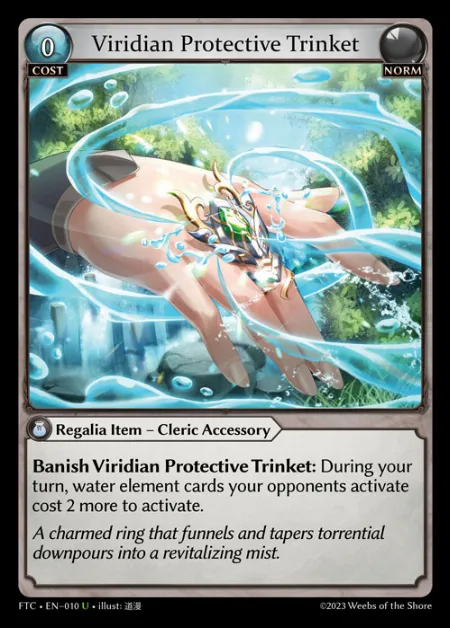 0
Viridian Protective Trinket
COST
NORM
Regalia Item – Cleric Accessory
Banish Viridian Protective Trinket: During your
turn, water element cards your opponents activate
cost 2 more to activate.
A charmed ring that funnels and tapers torrential
downpours into a revitalizing mist.
FTC • EN–010 U • illust: 道漫
©2023 Weebs of the Shore